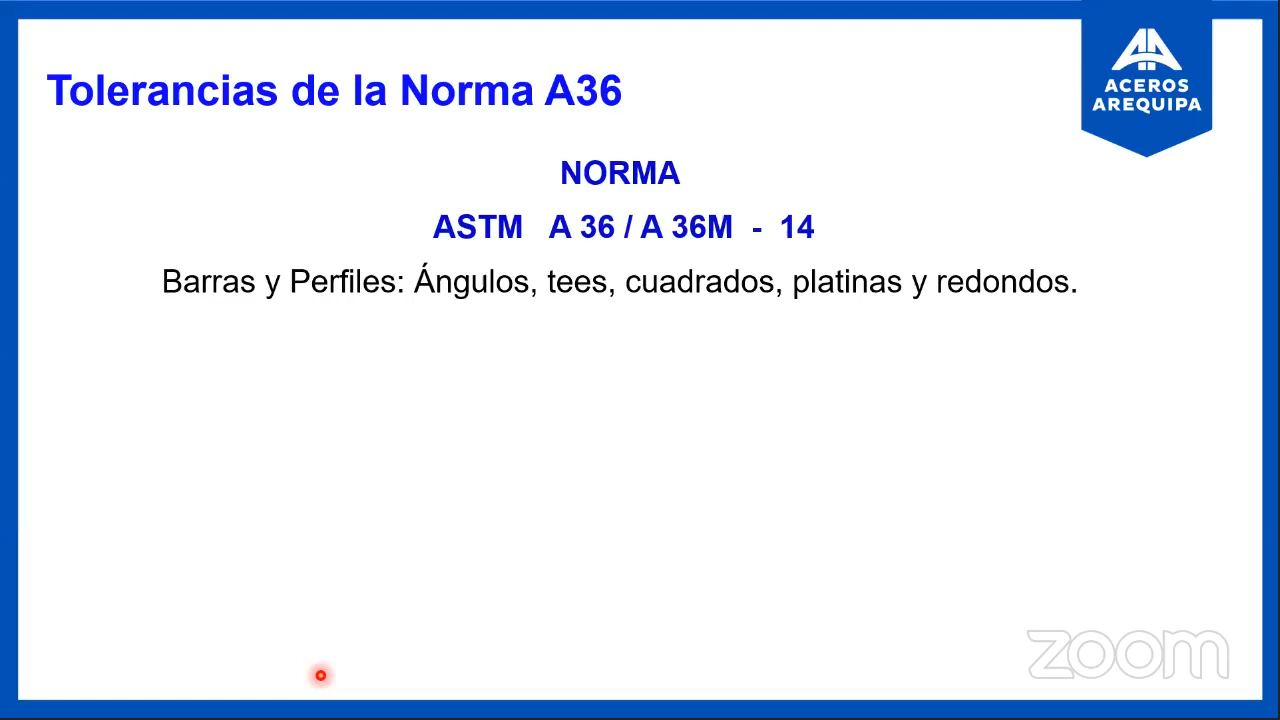 Tolerancias de la Norma A36
ACEROS
AREQUIPA
NORMA
ASTM A 36 / A 36M - 14
Barras y Perfiles: Ángulos, tees, cuadrados, platinas y redondos.
zoom